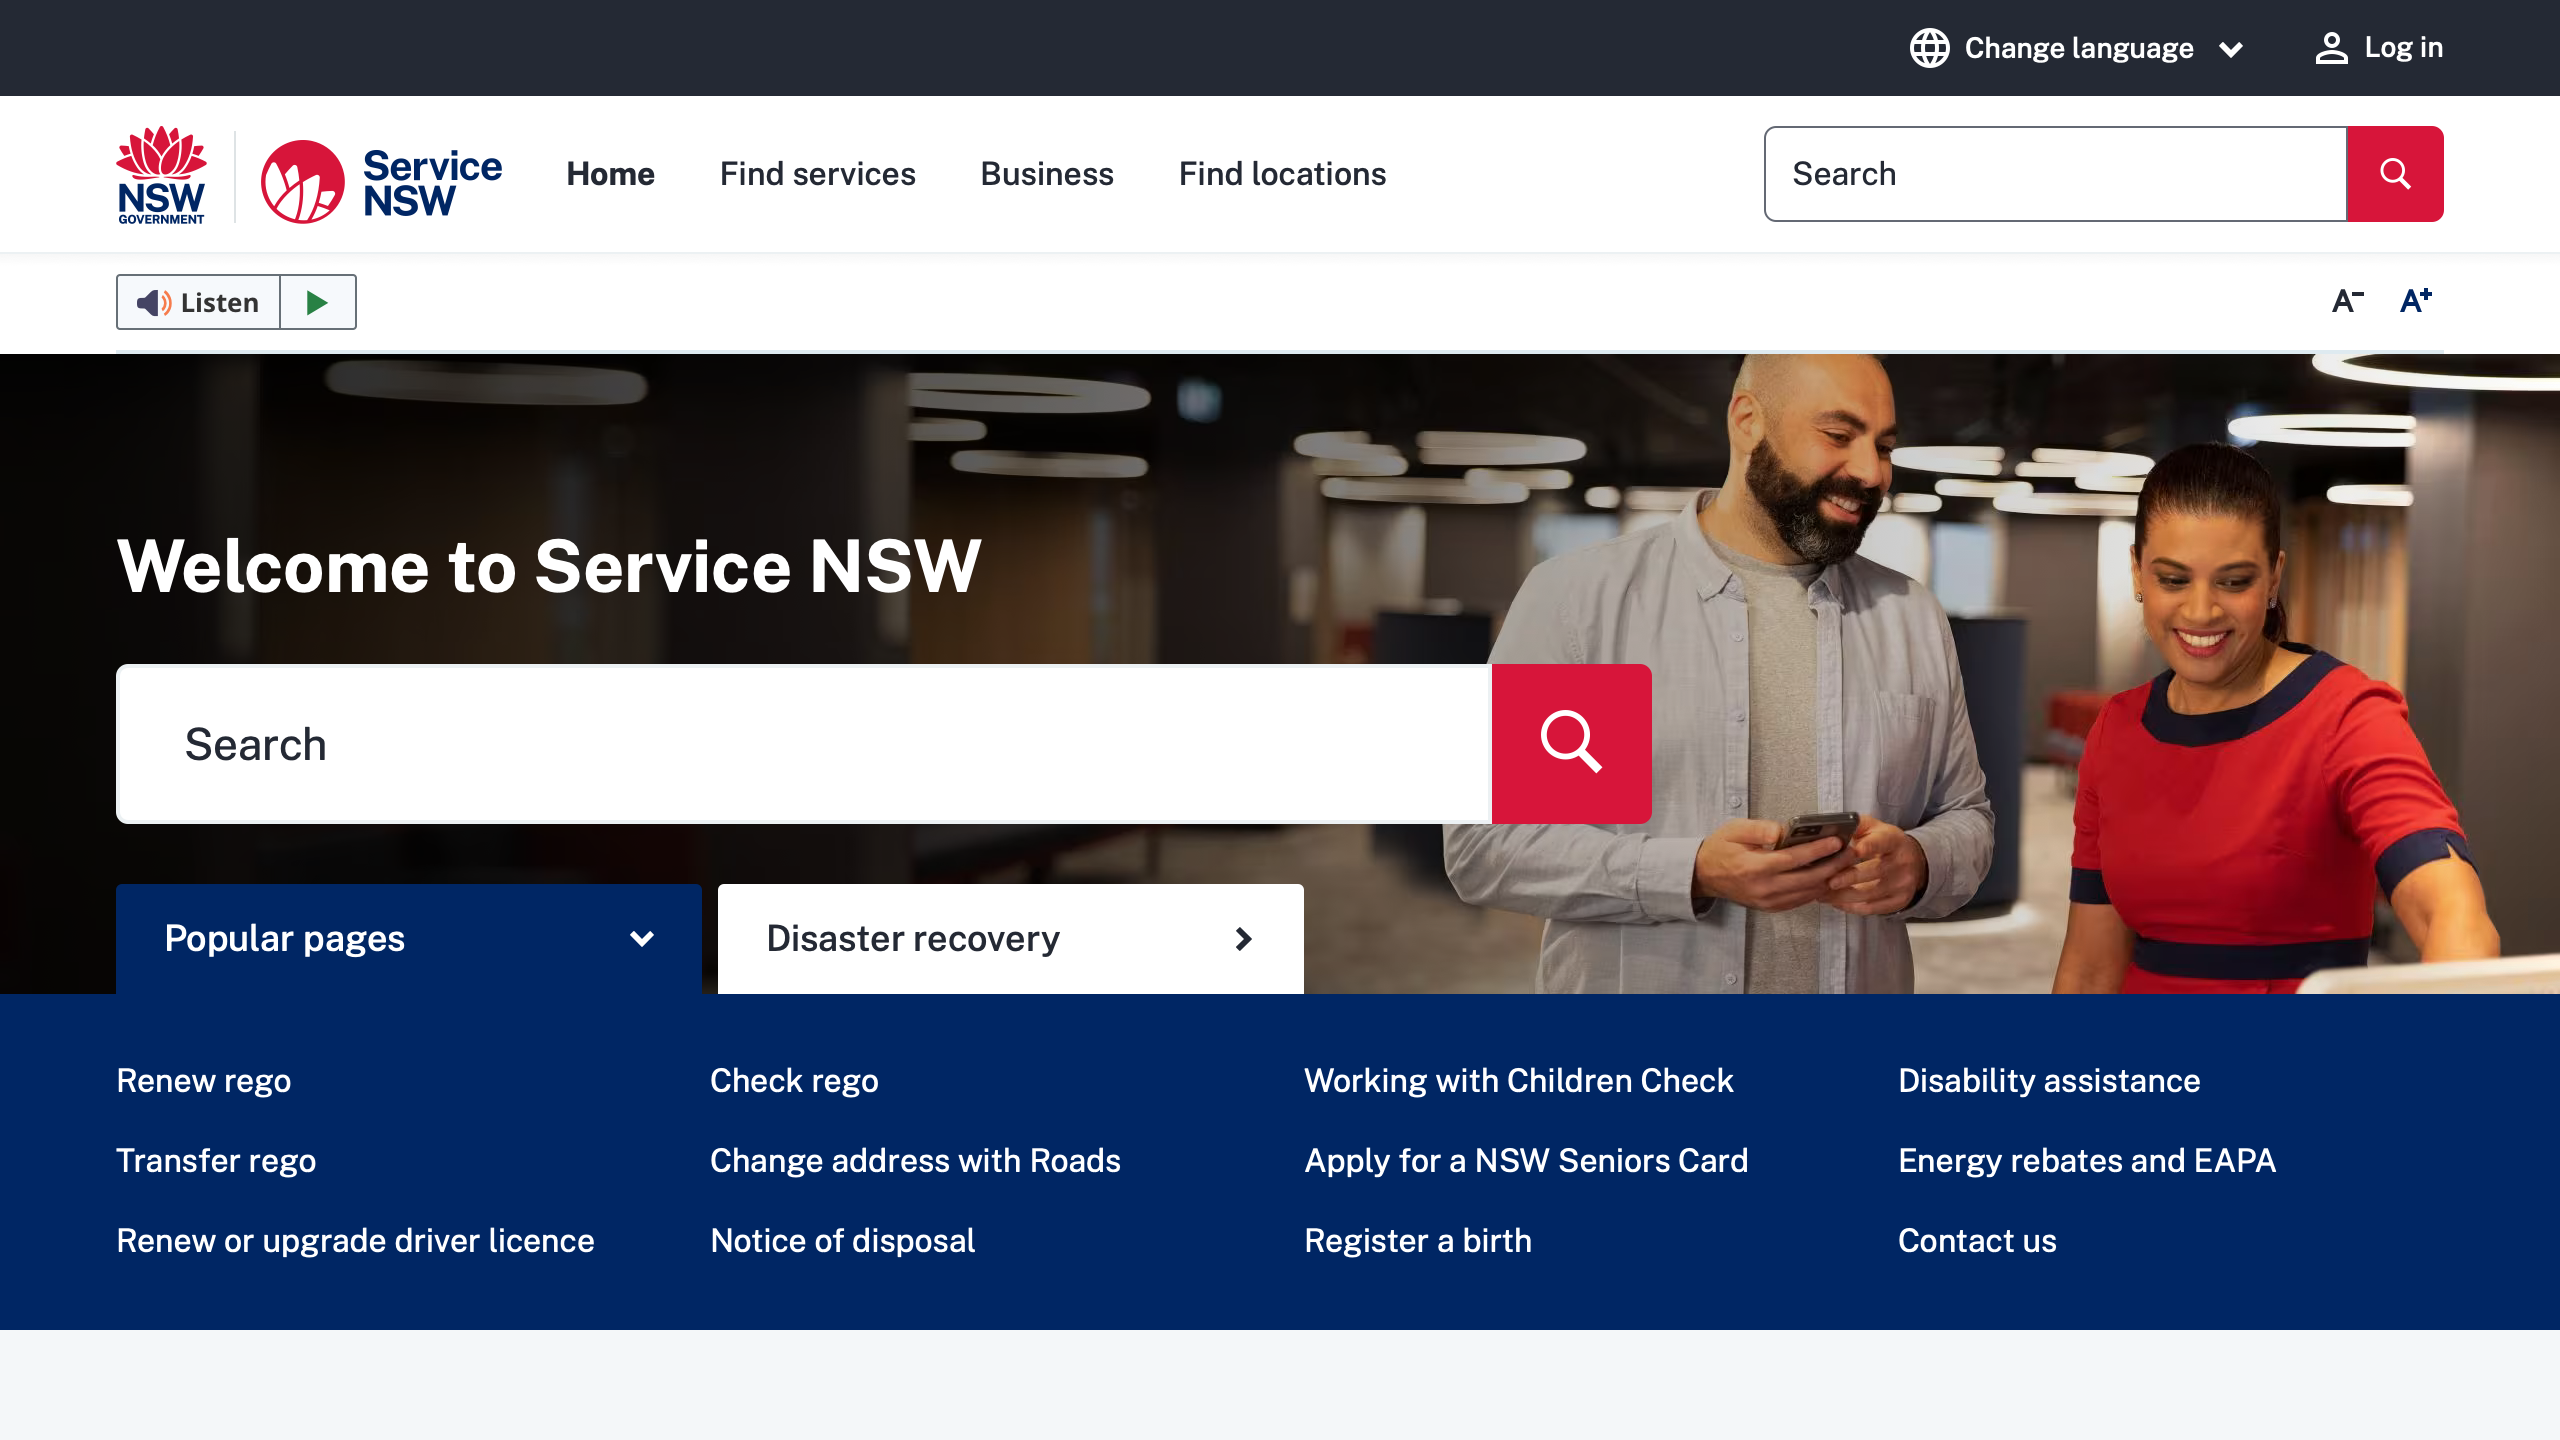 Change language
Log in
NSW
GOVERNMENT
Service
NSW
Home
Find services
Business
Find locations
Search
Listen
A-
A+
Welcome to Service NSW
Search
Popular pages
Disaster recovery
Renew rego
Check rego
Working with Children Check
Disability assistance
Transfer rego
Change address with Roads
Apply for a NSW Seniors Card
Energy rebates and EAPA
Renew or upgrade driver licence
Notice of disposal
Register a birth
Contact us